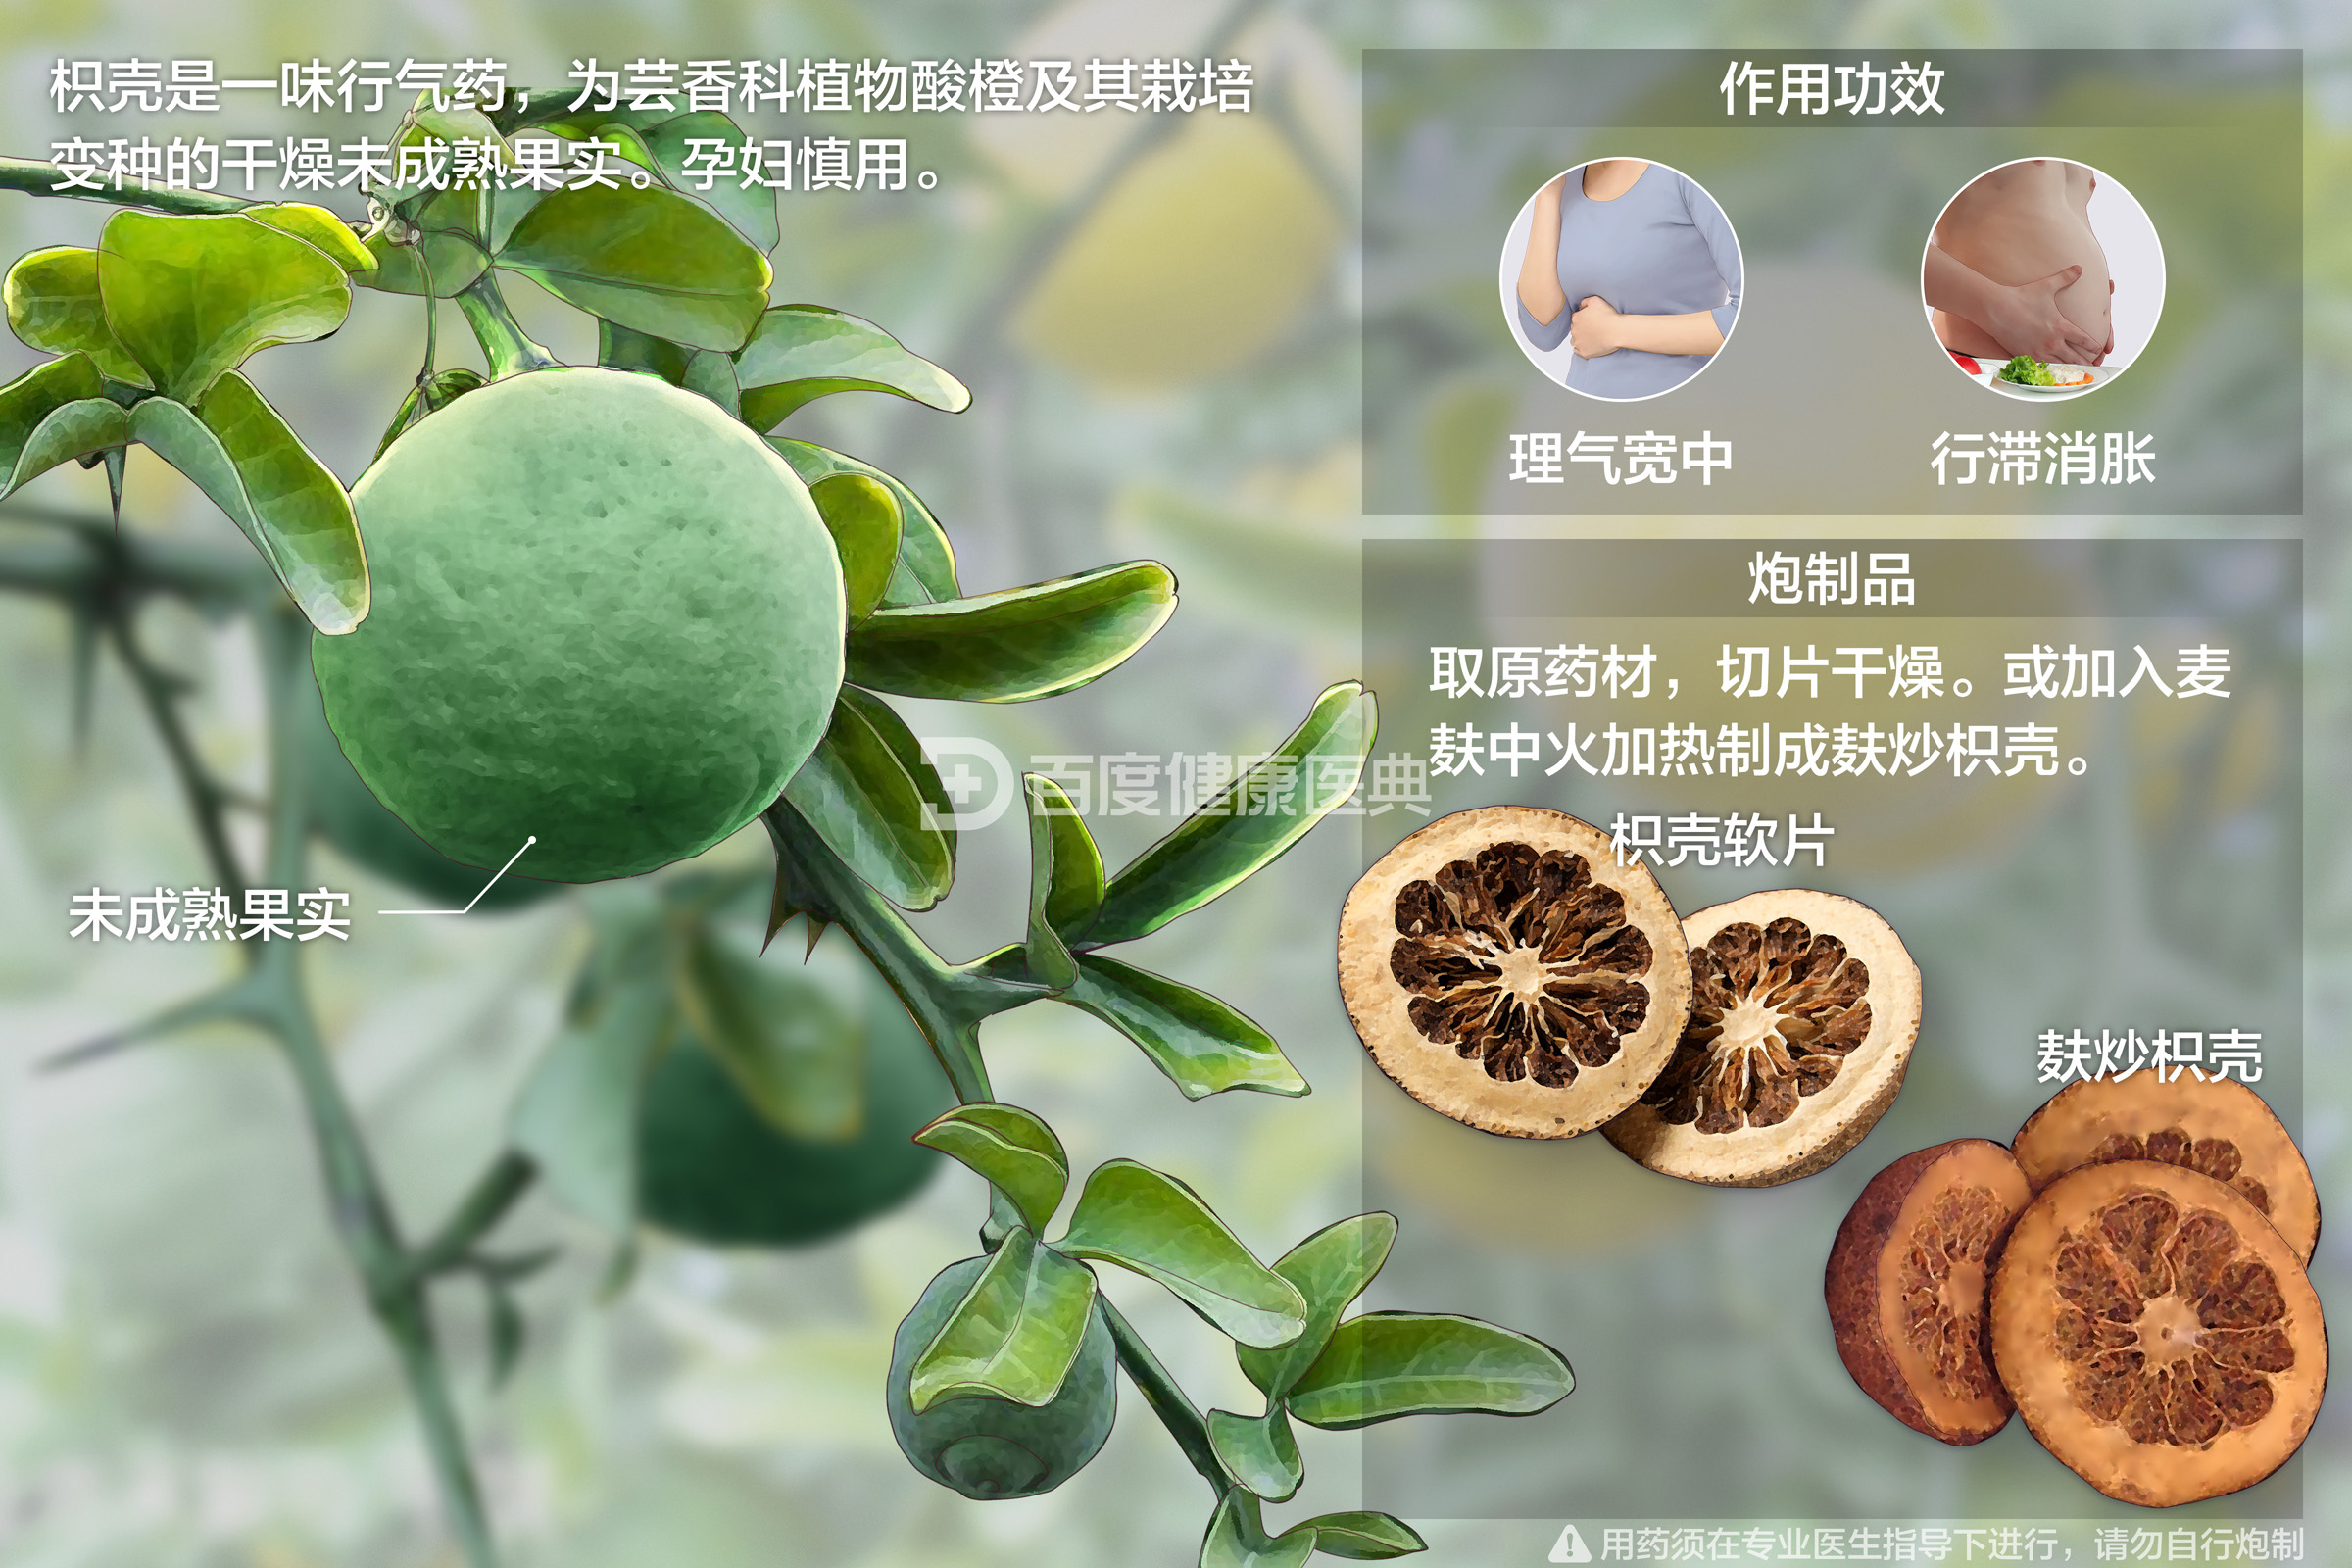 枳壳是一味行气药，为芸香科植物酸橙及其栽培
变种的干燥未成熟果实。孕妇慎用。
未成熟果实
作用功效
理气宽中
行滞消胀
炮制品
取原药材，切片干燥。或加入麦
麸中火加热制成麸炒枳壳。
枳壳软片
麸炒枳壳
百度健康医典
用药须在专业医生指导下进行，请勿自行炮制